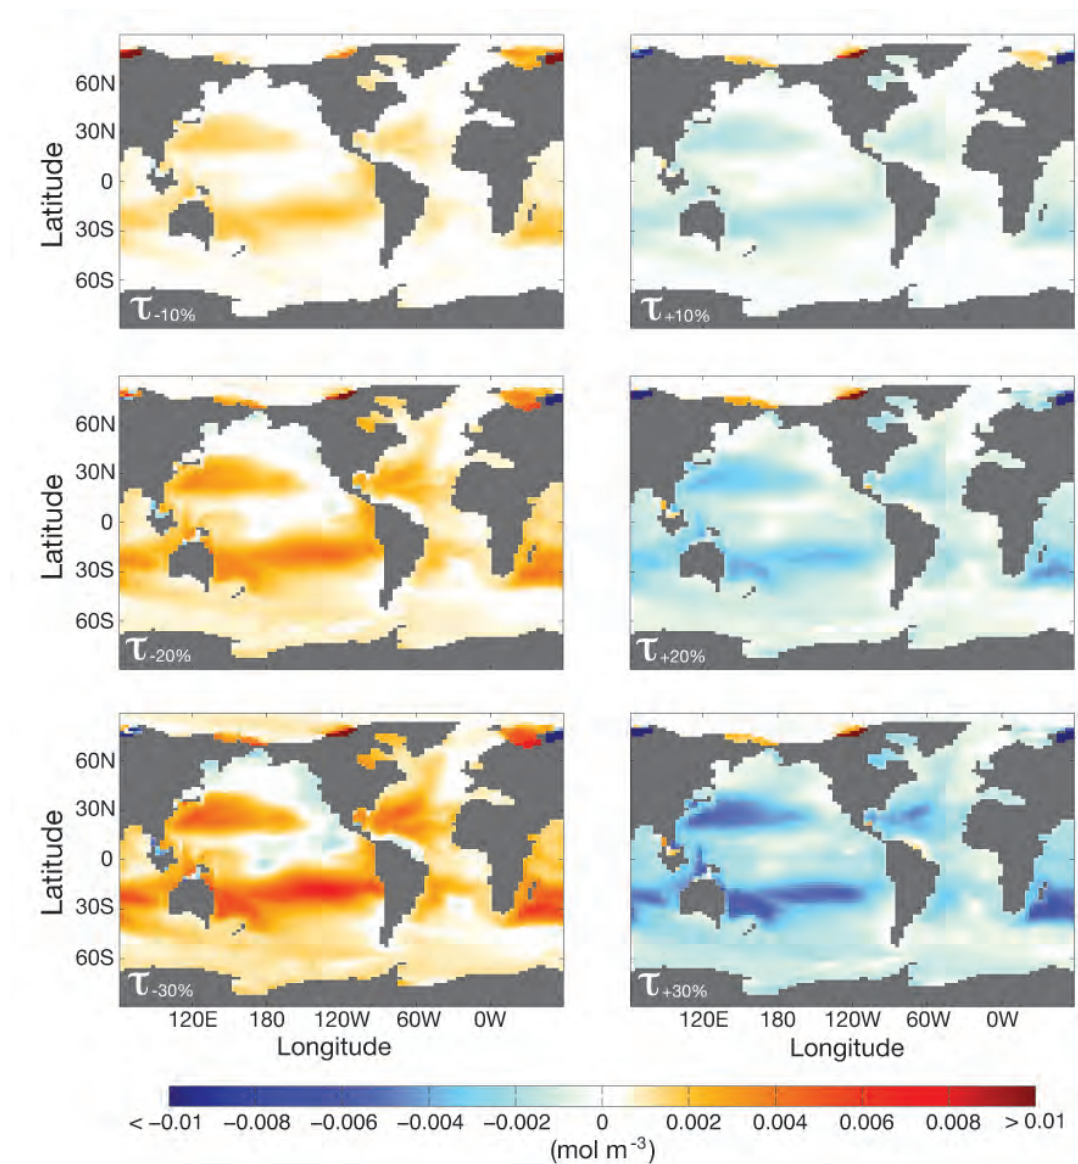 60N
30N
0
30S
60S
Latitude
τ-10%
τ+10%
60N
30N
0
30S
60S
Latitude
τ-20%
τ+20%
60N
30N
0
30S
60S
Latitude
τ-30%
τ+30%
120E 180 120W 60W 0W
120E 180 120W 60W 0W
Longitude
Longitude
< −0.01 −0.008 −0.006 −0.004 −0.002 0 0.002 0.004 0.006 0.008 > 0.01
(mol m⁻³)